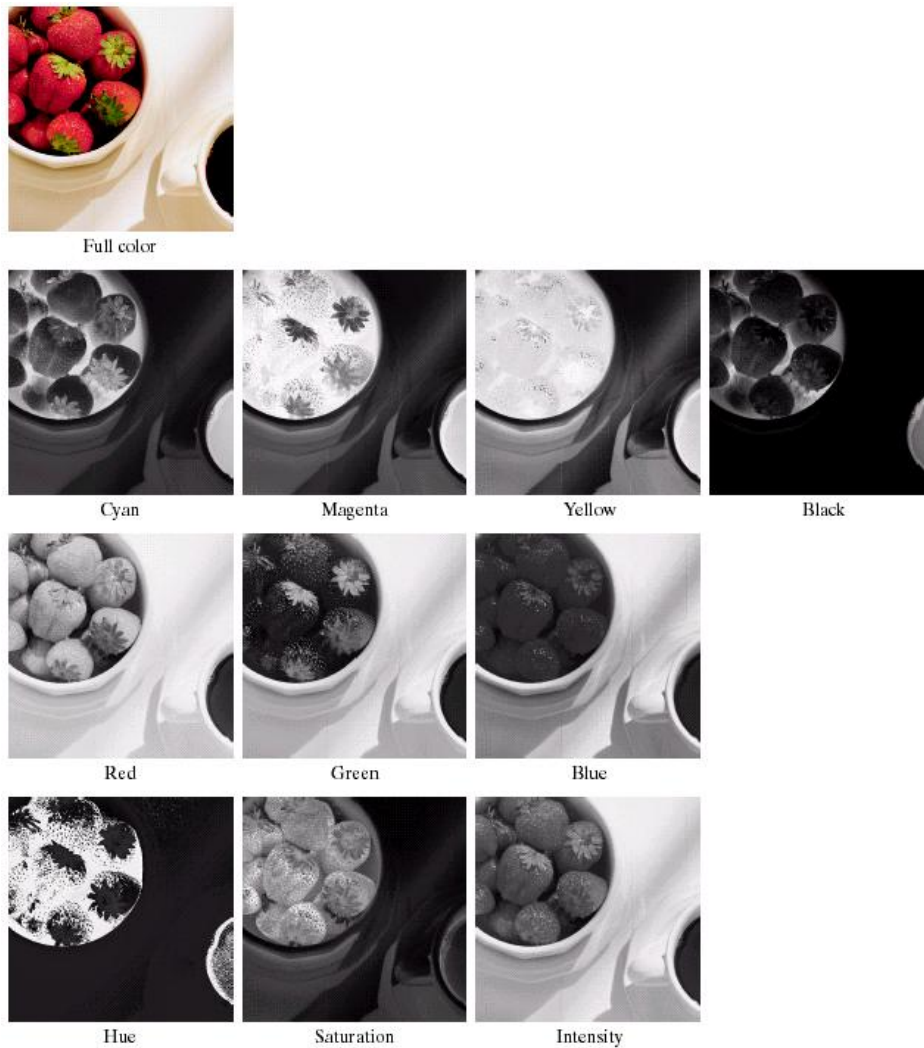 Full color
Cyan
Magenta
Yellow
Black
Red
Green
Blue
Hue
Saturation
Intensity